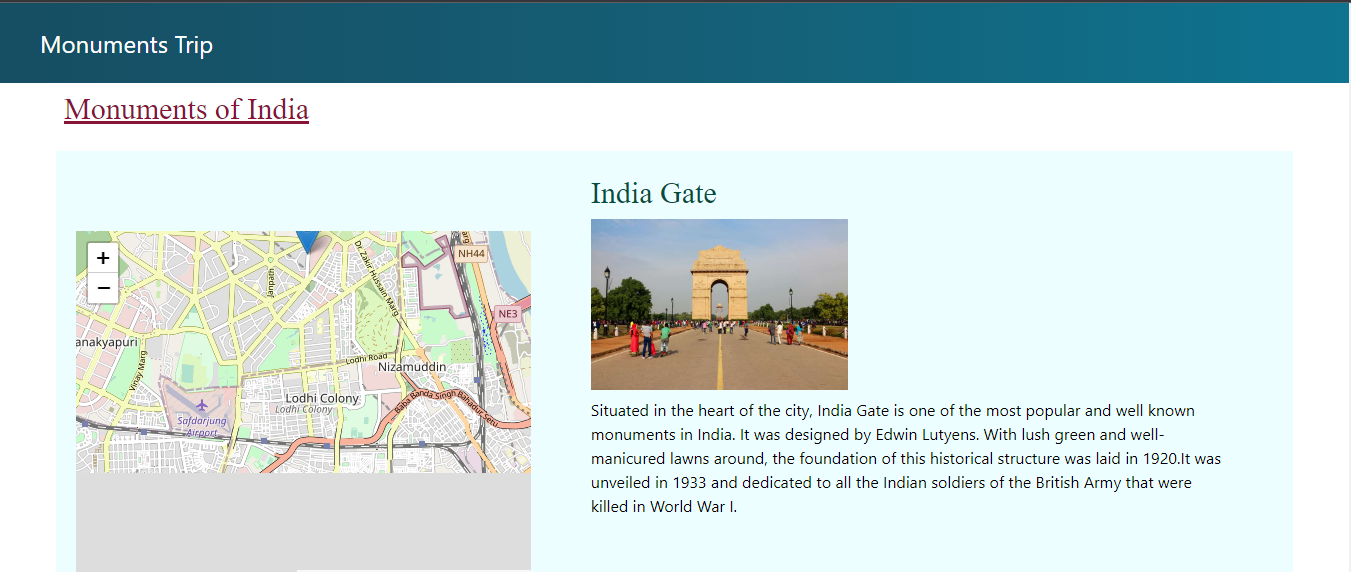 Monuments Trip
Monuments of India
India Gate
+
−
NH44
Dr. Zakir Hussain Marg
Janpath
NE3
anakyapuri
Vinay Marg
Lodhi Road
Nizamuddin
Lodhi Colony
Lodhi Colony
Baba Banda Singh Bahadur Setu
Safdarjung
Airport
Situated in the heart of the city, India Gate is one of the most popular and well known
monuments in India. It was designed by Edwin Lutyens. With lush green and well-
manicured lawns around, the foundation of this historical structure was laid in 1920.It was
unveiled in 1933 and dedicated to all the Indian soldiers of the British Army that were
killed in World War I.